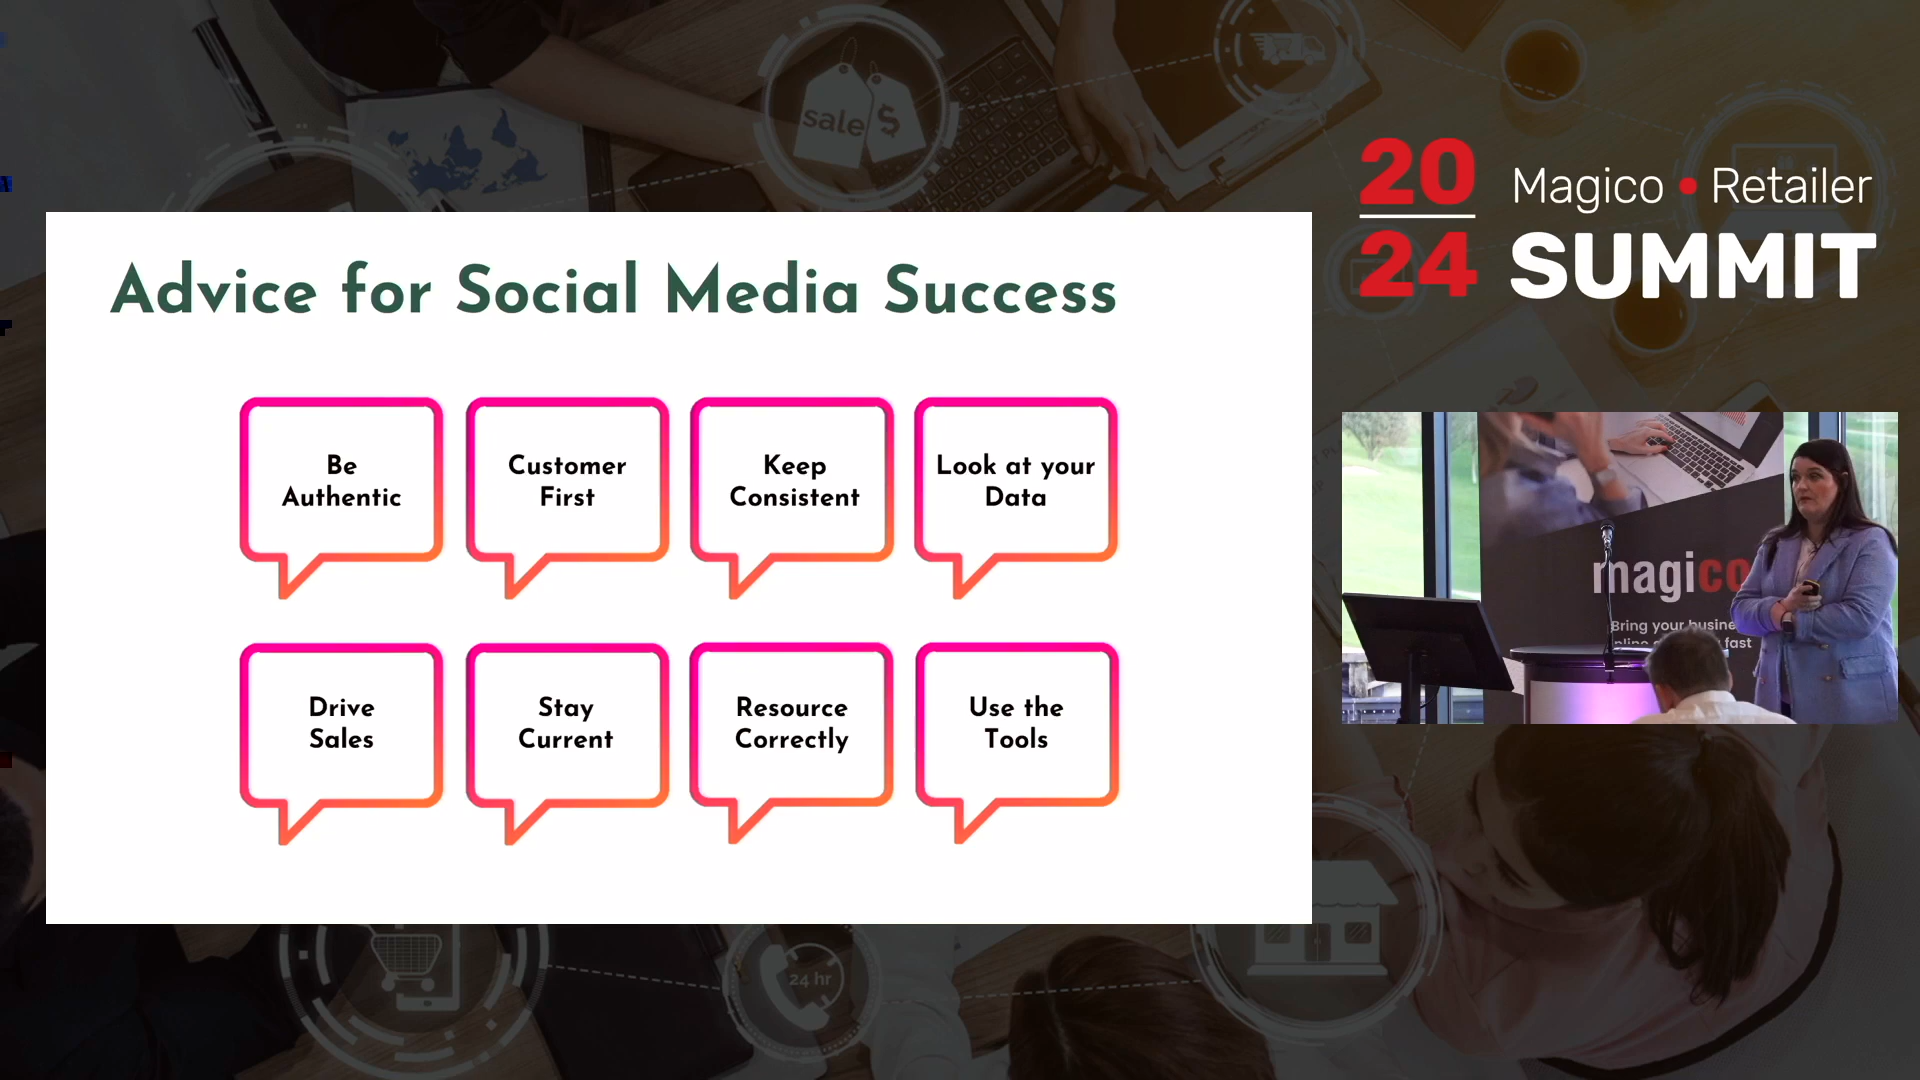 sale $
20
24
Magico • Retailer
SUMMIT
Advice for Social Media Success
Be
Authentic
Customer
First
Keep
Consistent
Look at your
Data
Drive
Sales
Stay
Current
Resource
Correctly
Use the
Tools
magico
Bring your
fast
24 hr